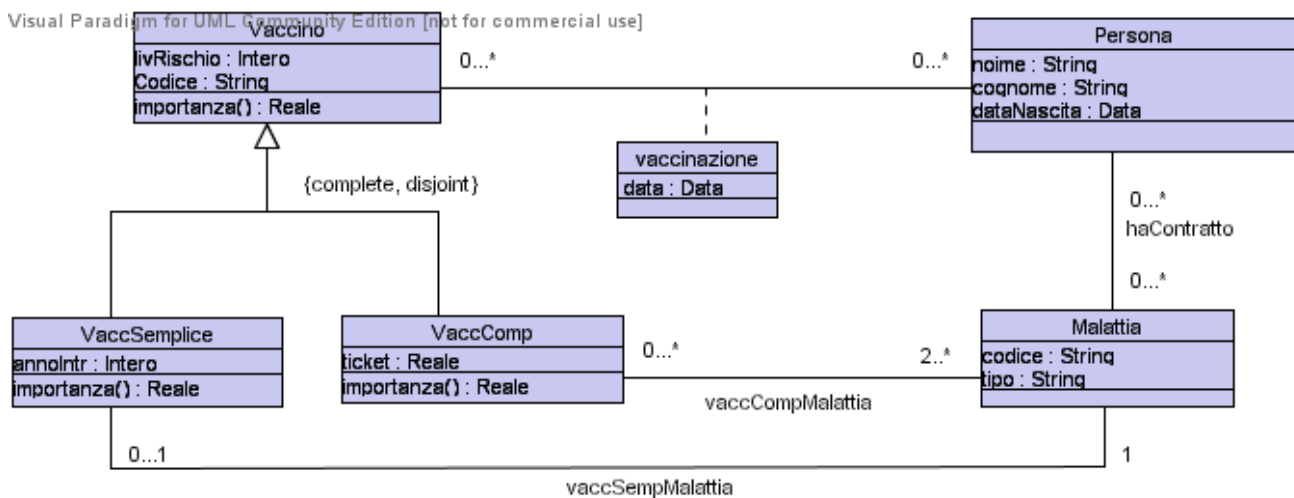 Visual Paradigm for UML Community Edition [not for commercial use]
Vaccino
livRischio : Intero
Codice : String
importanza() : Reale
0...*
0...*
Persona
noime : String
cognome : String
dataNascita : Data
vaccinazione
data : Data
{complete, disjoint}
0...*
haContratto
0...*
VaccSemplice
annoIntr : Intero
importanza() : Reale
VaccComp
ticket : Reale
importanza() : Reale
0...*
2..*
vaccCompMalattia
Malattia
codice : String
tipo : String
0...1
1
vaccSempMalattia